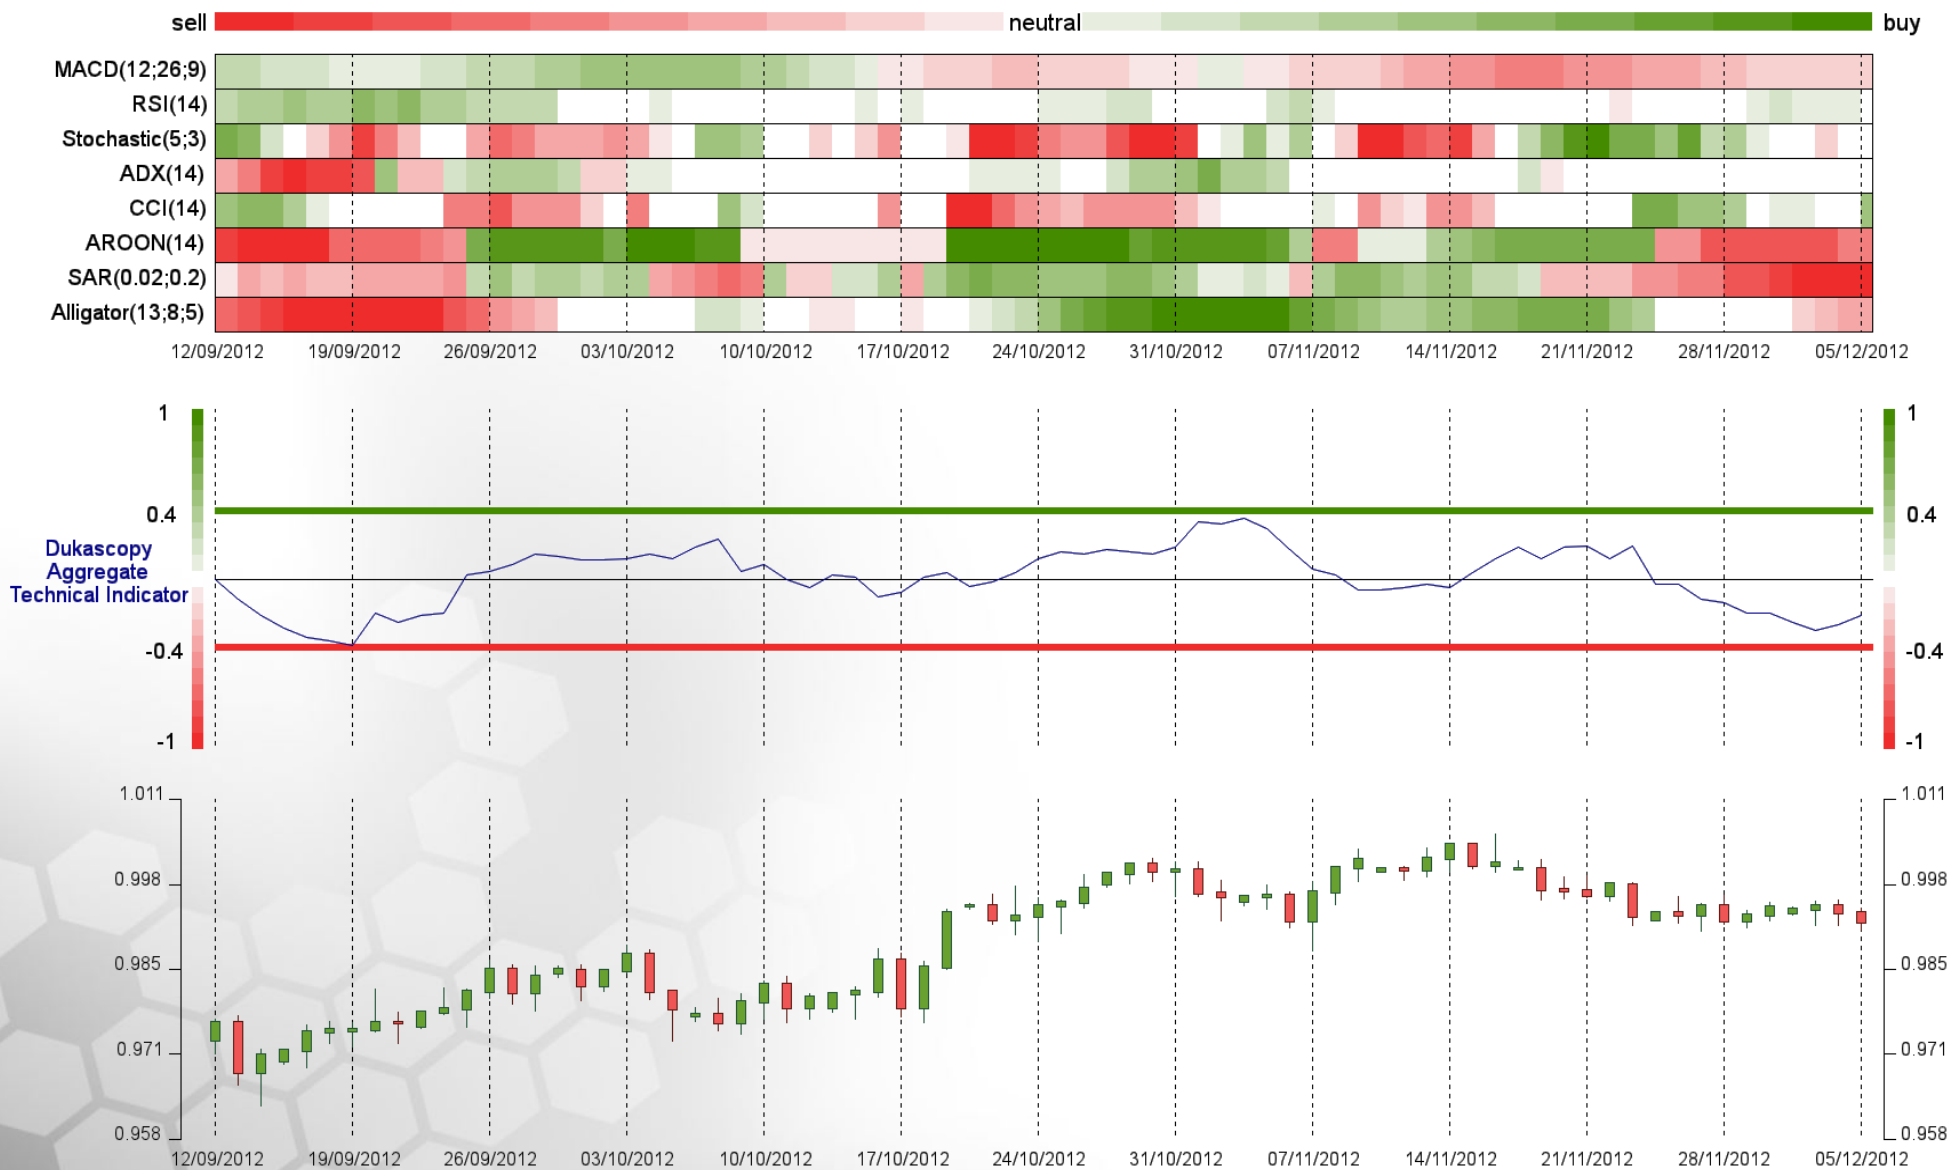 sell neutral buy
MACD(12;26;9)
RSI(14)
Stochastic(5;3)
ADX(14)
CCI(14)
AROON(14)
SAR(0.02;0.2)
Alligator(13;8;5)
12/09/2012 19/09/2012 26/09/2012 03/10/2012 10/10/2012 17/10/2012 24/10/2012 31/10/2012 07/11/2012 14/11/2012 21/11/2012 28/11/2012 05/12/2012
1 1
0.4 0.4
Dukascopy
Aggregate
Technical Indicator
-0.4 -0.4
-1 -1
1.011 1.011
0.998 0.998
0.985 0.985
0.971 0.971
0.958 0.958
12/09/2012 19/09/2012 26/09/2012 03/10/2012 10/10/2012 17/10/2012 24/10/2012 31/10/2012 07/11/2012 14/11/2012 21/11/2012 28/11/2012 05/12/2012